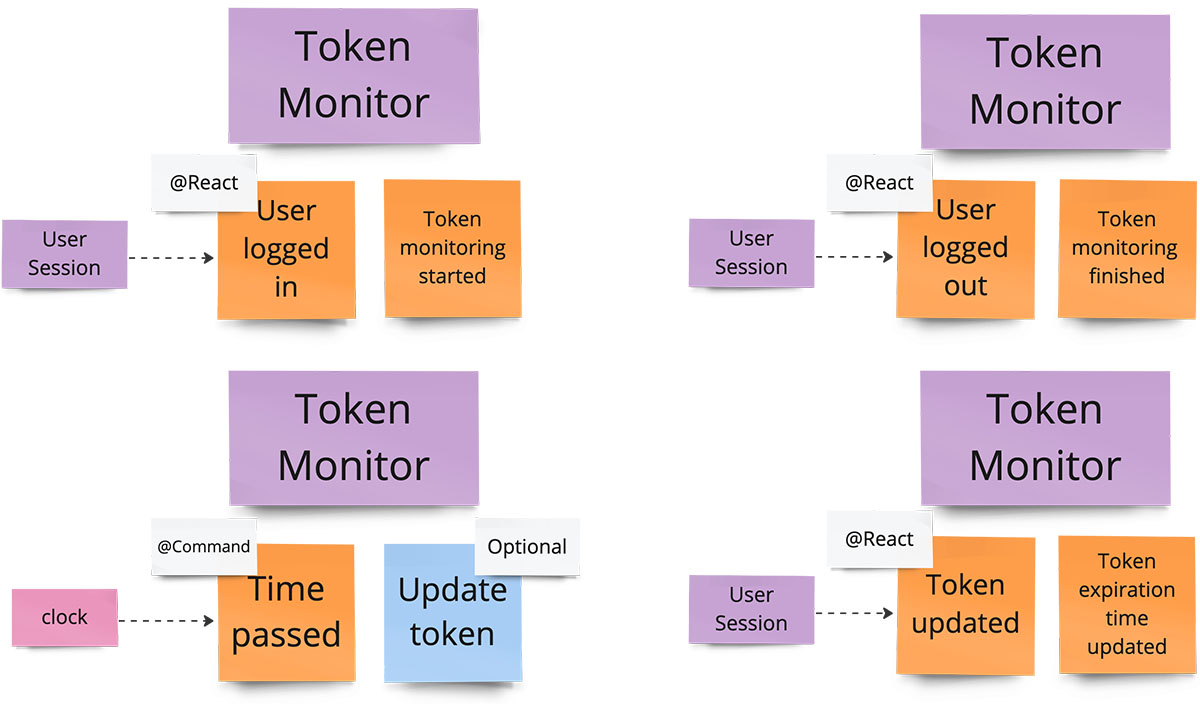 Token
Monitor
@React
User
Session
User
logged
in
Token
monitoring
started
Token
Monitor
@React
User
Session
User
logged
out
Token
monitoring
finished
Token
Monitor
@Command
clock
Time
passed
Optional
Update
token
Token
Monitor
@React
User
Session
Token
updated
Token
expiration
time
updated